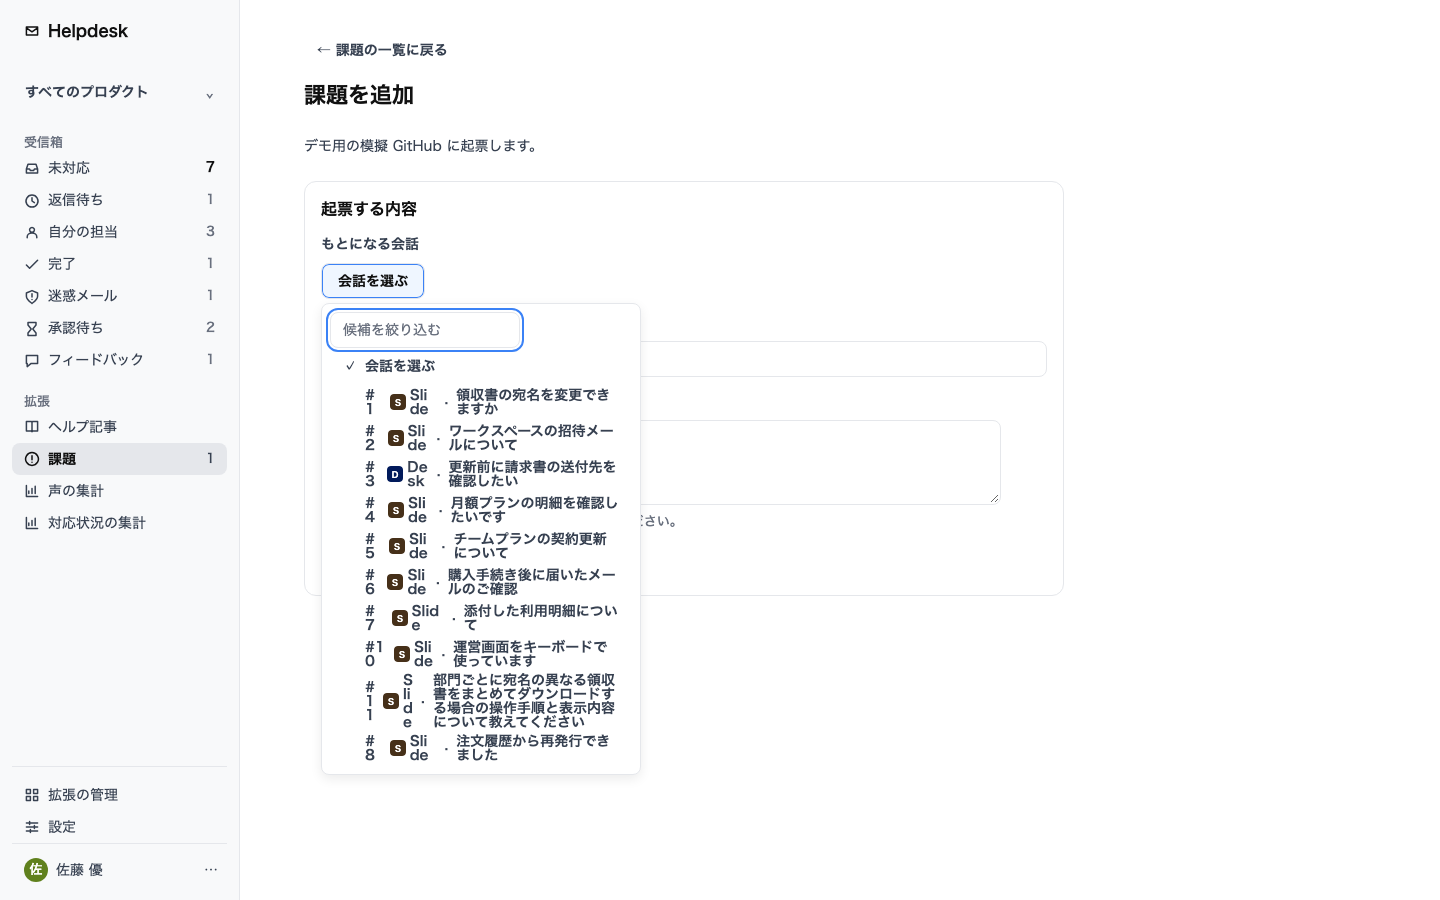 Helpdesk
すべてのプロダクト
受信箱
未対応 7
返信待ち 1
自分の担当 3
完了 1
迷惑メール 1
承認待ち 2
フィードバック 1
拡張
ヘルプ記事
課題 1
声の集計
対応状況の集計
拡張の管理
設定
佐 佐藤 優 …
← 課題の一覧に戻る
課題を追加
デモ用の模擬 GitHub に起票します。
起票する内容
もとになる会話
会話を選ぶ
候補を絞り込む
✓ 会話を選ぶ
#1 S Slide · 領収書の宛名を変更でき
ますか
#2 S Slide · ワークスペースの招待メー
ルについて
#3 D Desk · 更新前に請求書の送付先を
確認したい
#4 S Slide · 月額プランの明細を確認し
たいです
#5 S Slide · チームプランの契約更新
について
#6 S Slide · 購入手続き後に届いたメー
ルのご確認
#7 S Slide · 添付した利用明細につい
て
#10 S Slide · 運営画面をキーボードで
使っています
#11 S Slide · 部門ごとに宛名の異なる領収
書をまとめてダウンロードす
る場合の操作手順と表示内容
について教えてください
#8 S Slide · 注文履歴から再発行でき
ました
ださい。